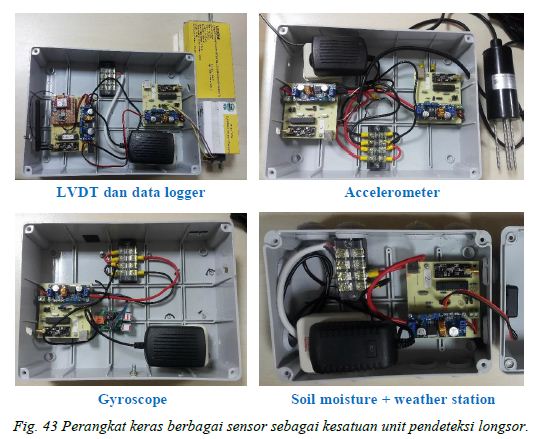 LVDT dan data logger
Accelerometer
Gyroscope
Soil moisture + weather station
Fig. 43 Perangkat keras berbagai sensor sebagai kesatuan unit pendeteksi longsor.